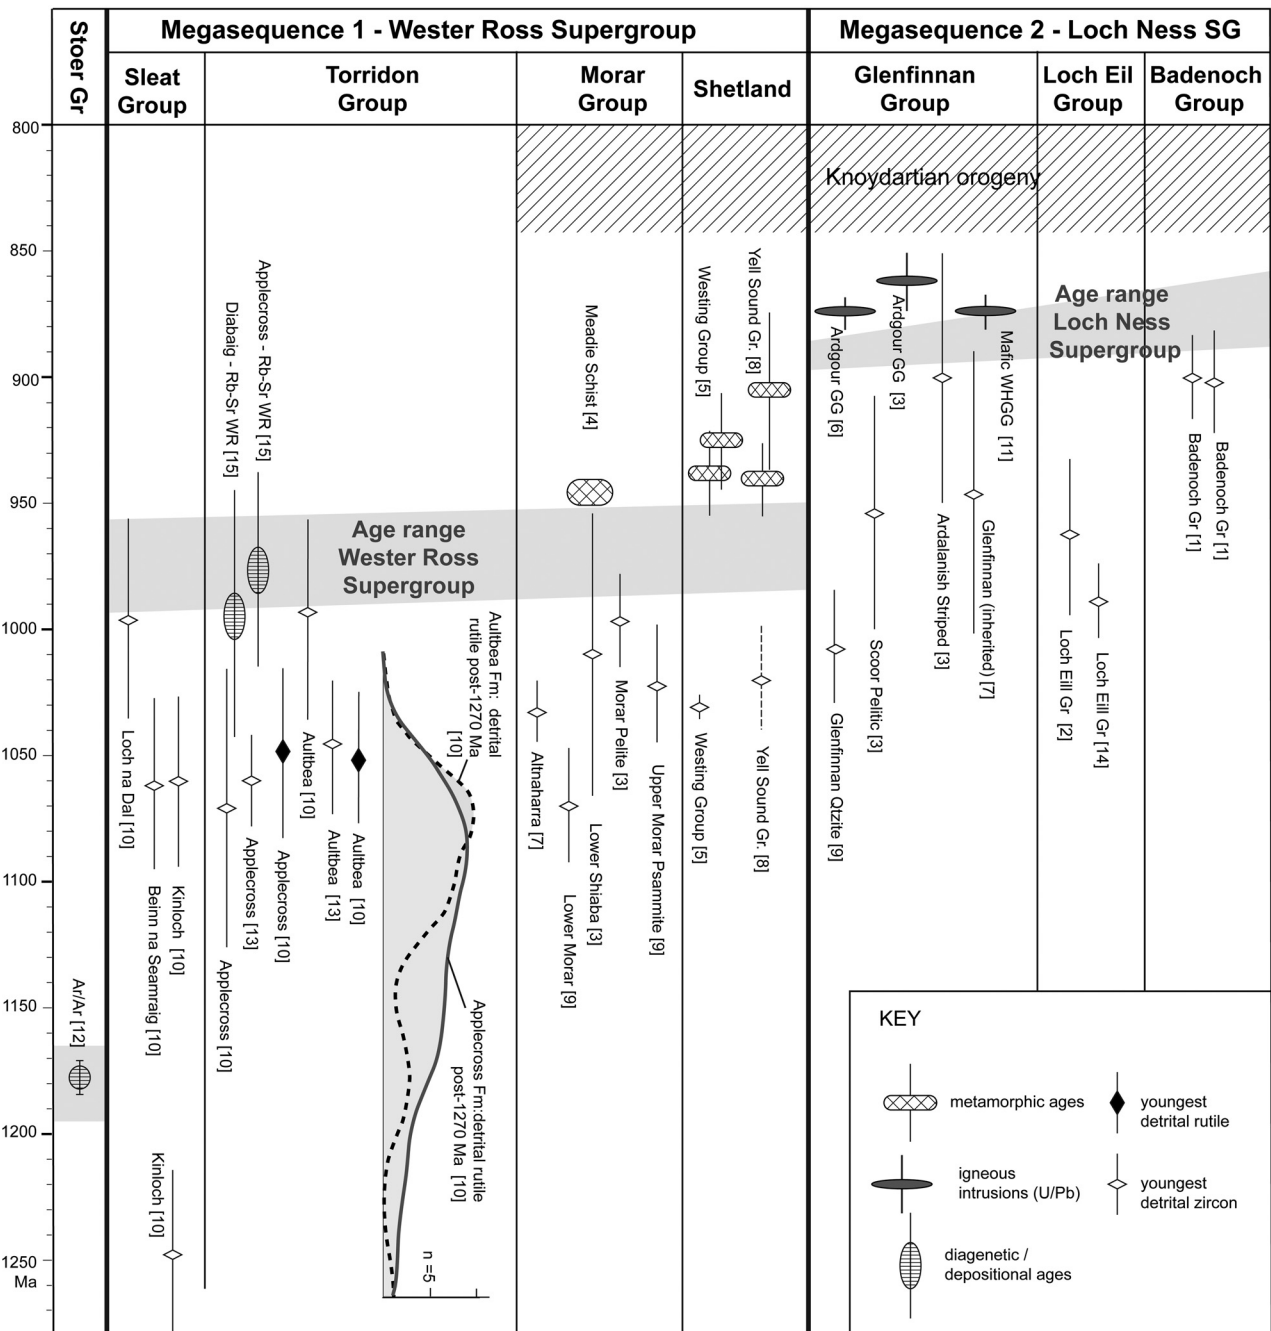 Stoer Gr
Megasequence 1 - Wester Ross Supergroup
Megasequence 2 - Loch Ness SG
Sleat
Group
Torridon
Group
Morar
Group
Shetland
Glenfinnan
Group
Loch Eil
Group
Badenoch
Group
800
850
900
950
1000
1050
1100
1150
1200
1250
Ma
Knoydartian orogeny
Age range
Wester Ross
Supergroup
Age range
Loch Ness
Supergroup
Ar/Ar [12]
Loch na Dal [10]
Beinn na Seamraig [10]
Kinloch [10]
Kinloch [10]
Diabaig - Rb-Sr WR [15]
Applecross - Rb-Sr WR [15]
Applecross [10]
Applecross [13]
Applecross [10]
Aultbea [10]
Aultbea [13]
Aultbea [10]
Aultbea Fm: detrital
rutile post-1270 Ma
[10]
Applecross Fm:detrital rutile
post-1270 Ma [10]
n =5
Meadie Schist [4]
Altnaharra [7]
Lower Morar [9]
Lower Shiaba [3]
Morar Pelite [3]
Upper Morar Psammite [9]
Westing Group [5]
Yell Sound Gr. [8]
Westing Group [5]
Yell Sound Gr. [8]
Ardgour GG [6]
Ardgour GG [3]
Mafic WHGG [11]
Glenfinnan Qtzite [9]
Scoor Pelitic [3]
Ardalanish Striped [3]
Glenfinnan (inherited) [7]
Loch Eill Gr [2]
Loch Eill Gr [14]
Badenoch Gr [1]
Badenoch Gr [1]
KEY
metamorphic ages
youngest
detrital rutile
igneous
intrusions (U/Pb)
youngest
detrital zircon
diagenetic /
depositional ages